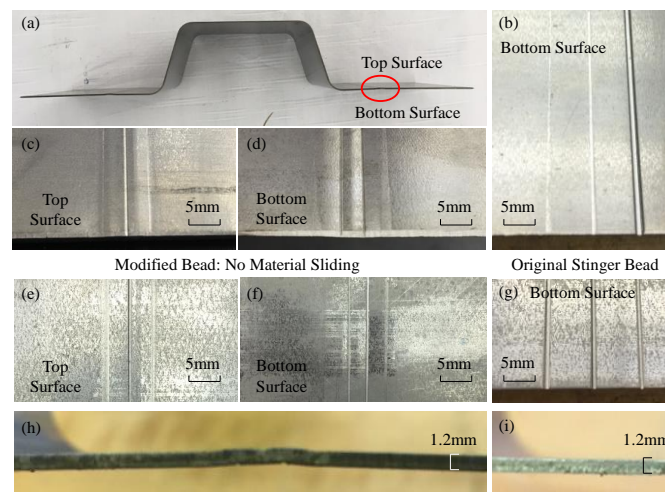 (a)
Top Surface
Bottom Surface
(b)
Bottom Surface
5mm
(c)
Top
Surface
5mm
(d)
Bottom
Surface
5mm
Modified Bead: No Material Sliding
Original Stinger Bead
(e)
Top
Surface
5mm
(f)
Bottom
Surface
5mm
(g)
Bottom Surface
5mm
(h)
1.2mm
(i)
1.2mm